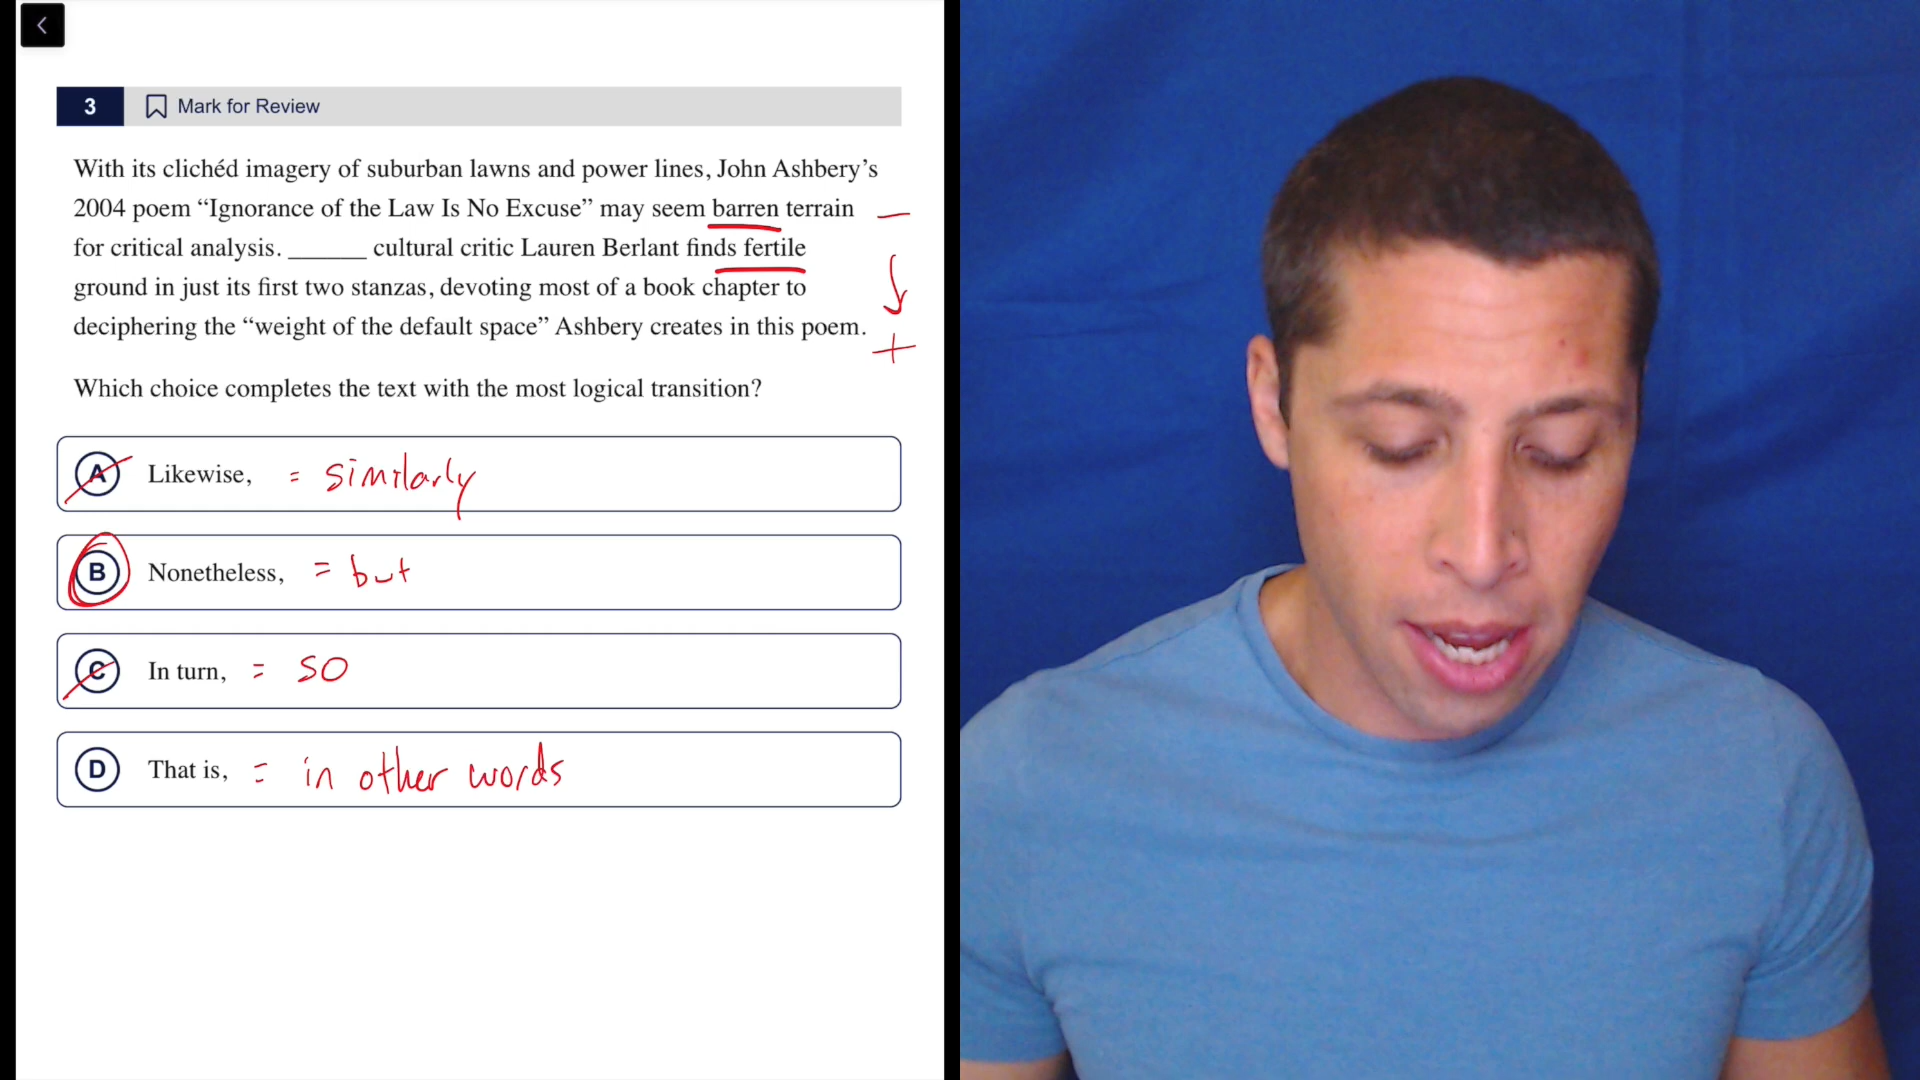 3 Mark for Review
With its clichéd imagery of suburban lawns and power lines, John Ashbery’s
2004 poem “Ignorance of the Law Is No Excuse” may seem barren terrain –
for critical analysis. ______ cultural critic Lauren Berlant finds fertile
ground in just its first two stanzas, devoting most of a book chapter to
deciphering the “weight of the default space” Ashbery creates in this poem.
+
Which choice completes the text with the most logical transition?
A Likewise, = similarly
B Nonetheless, = but
C In turn, = so
D That is, = in other words